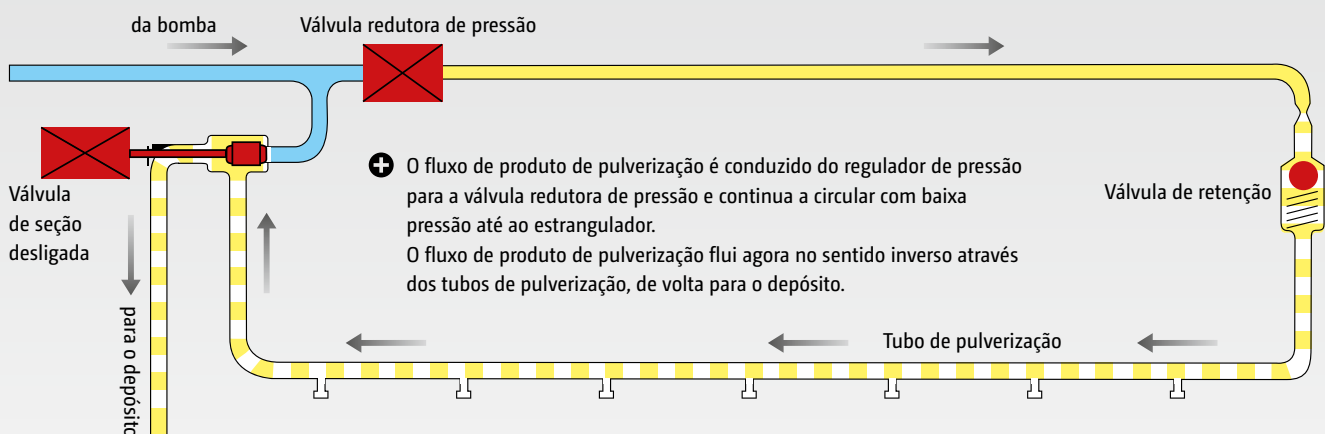 da bomba
Válvula redutora de pressão
Válvula
de seção
desligada
O fluxo de produto de pulverização é conduzido do regulador de pressão
para a válvula redutora de pressão e continua a circular com baixa
pressão até ao estrangulador.
O fluxo de produto de pulverização flui agora no sentido inverso através
dos tubos de pulverização, de volta para o depósito.
Válvula de retenção
para o depósito
Tubo de pulverização